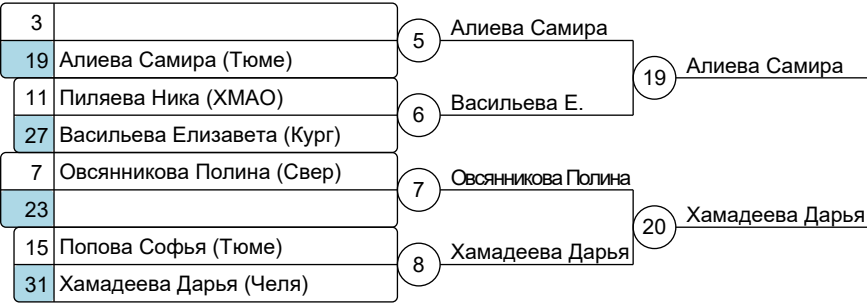 3
19 Алиева Самира (Тюме)
11 Пиляева Ника (ХМАО)
27 Васильева Елизавета (Кург)
7 Овсянникова Полина (Свер)
23
15 Попова Софья (Тюме)
31 Хамадеева Дарья (Челя)
5 Алиева Самира
6 Васильева Е.
7 Овсянникова Полина
8 Хамадеева Дарья
19 Алиева Самира
20 Хамадеева Дарья